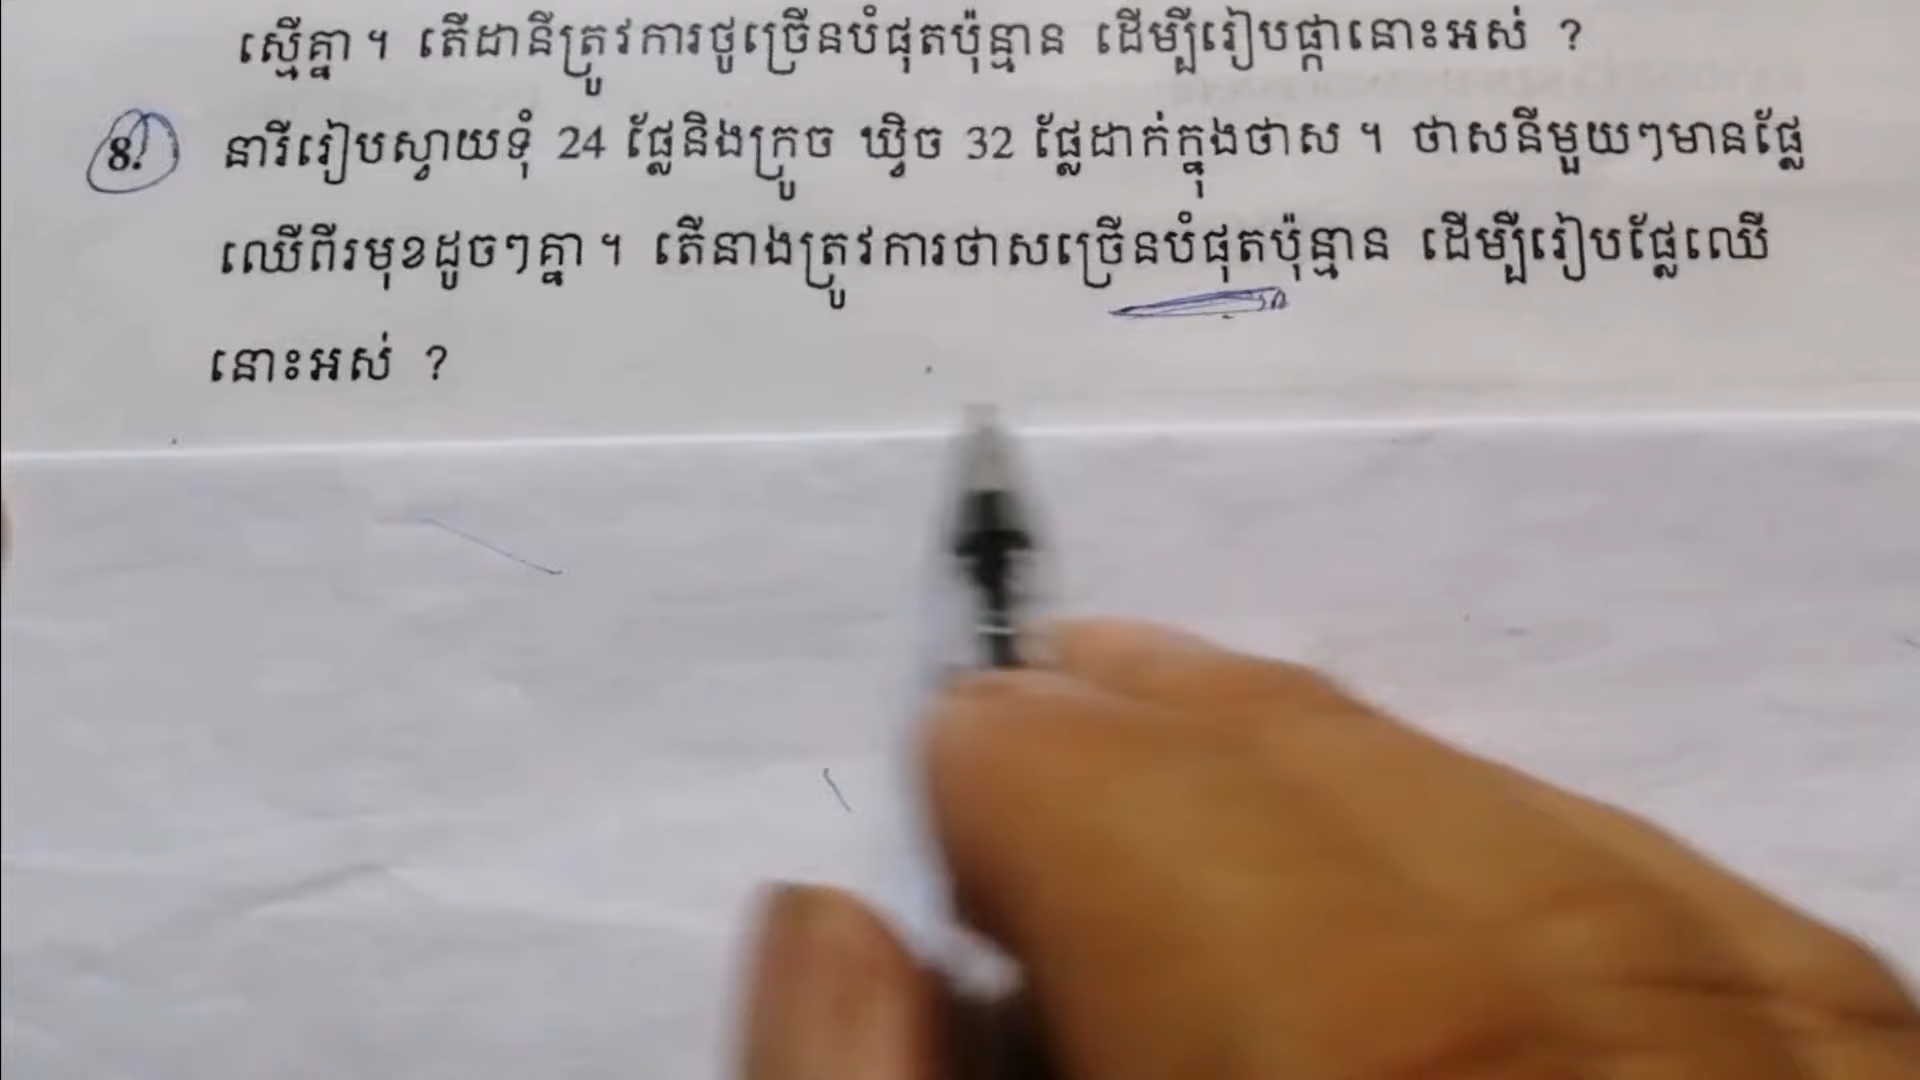 ស្មើគ្នា ។ តើដានីត្រូវការថូច្រើនបំផុតប៉ុន្មាន ដើម្បីរៀបផ្កានោះអស់ ?
8. នារីរៀបស្វាយទុំ 24 ផ្លែនិងក្រូច ឃ្វិច 32 ផ្លែដាក់ក្នុងថាស ។ ថាសនីមួយៗមានផ្លែ
ឈើពីរមុខដូចៗគ្នា ។ តើនាងត្រូវការថាសច្រើនបំផុតប៉ុន្មាន ដើម្បីរៀបផ្លែឈើ
នោះអស់ ?